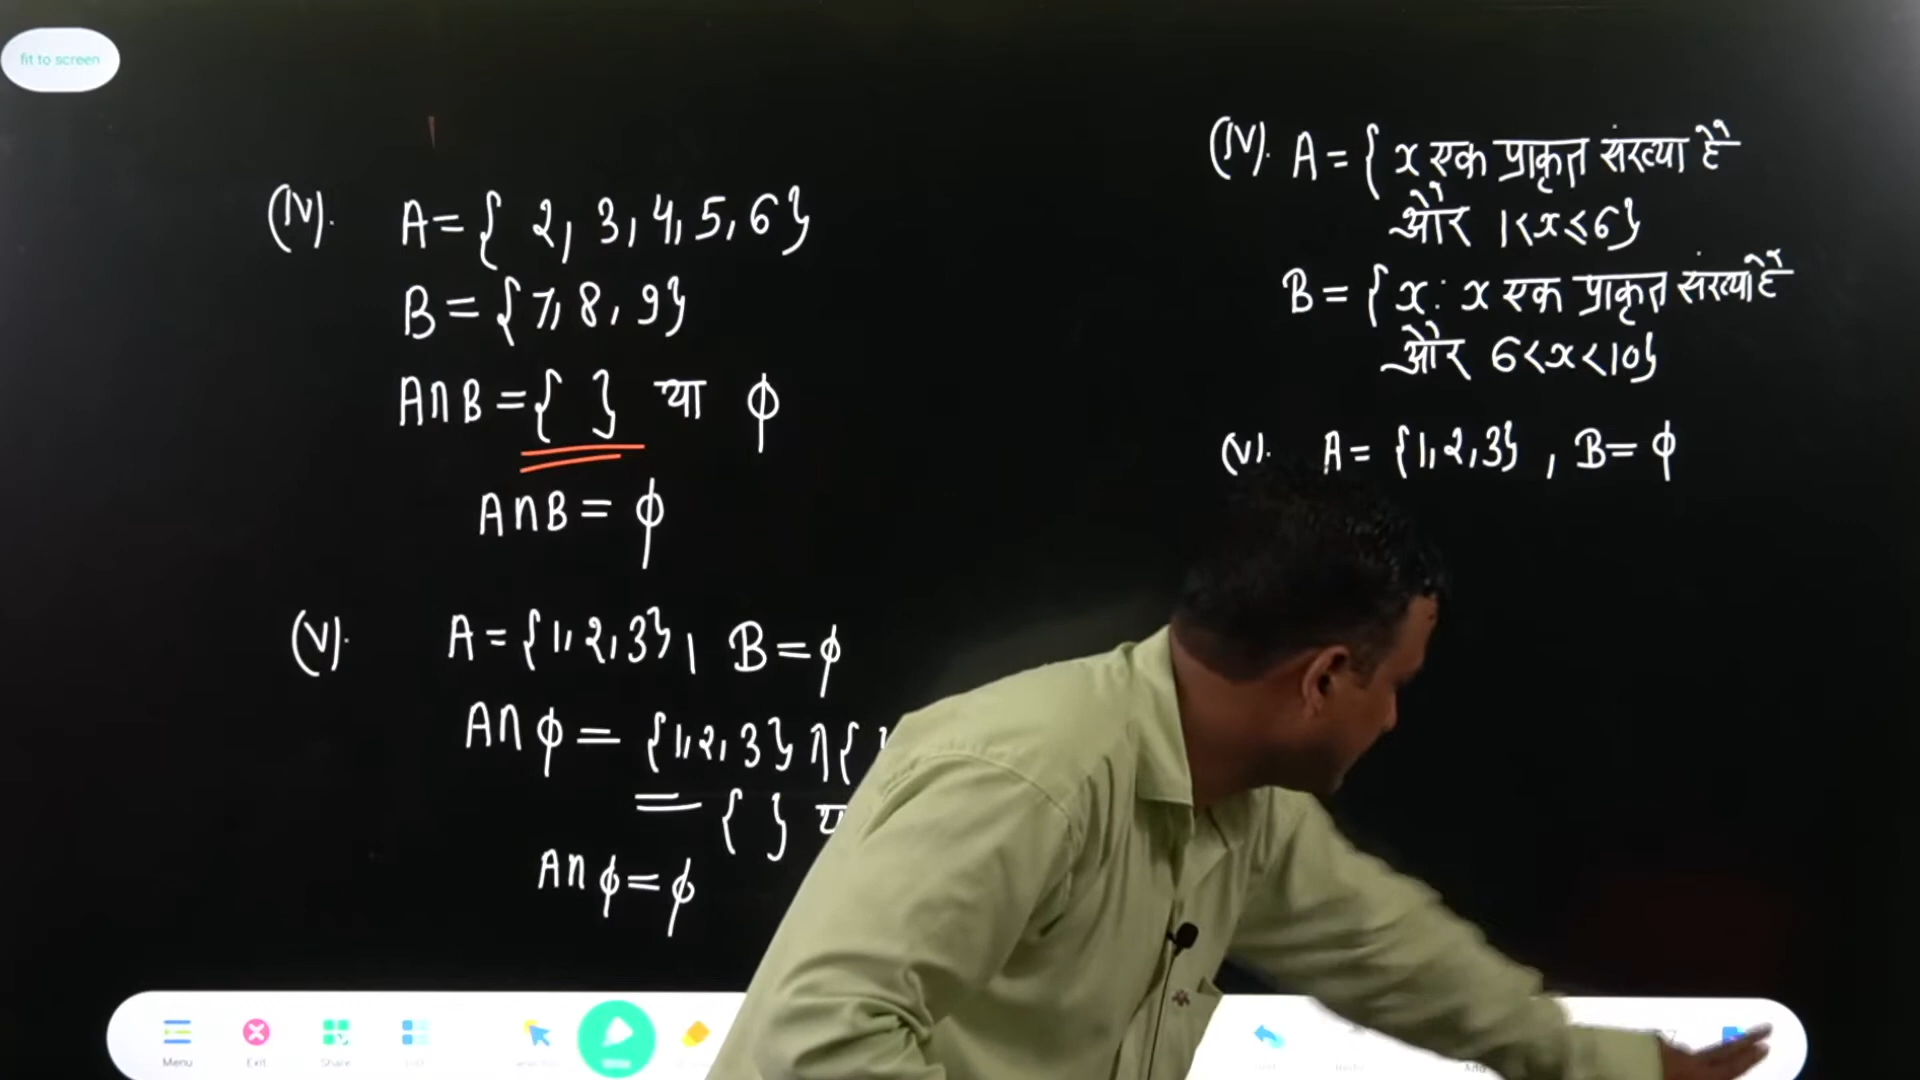 fit to screen
(IV). A = { 2, 3, 4, 5, 6}
B = {7, 8, 9}
A∩B = { } या ϕ
A∩B = ϕ
(V). A = {1, 2, 3}, B = ϕ
A∩ϕ = {1, 2, 3} ∩ {
= { }
A∩ϕ = ϕ
(IV). A = { x एक प्राकृत संख्या है
और 1<x≤6}
B = { x : x एक प्राकृत संख्या है
और 6<x<10}
(V). A = {1, 2, 3} , B = ϕ
Menu Exit Share